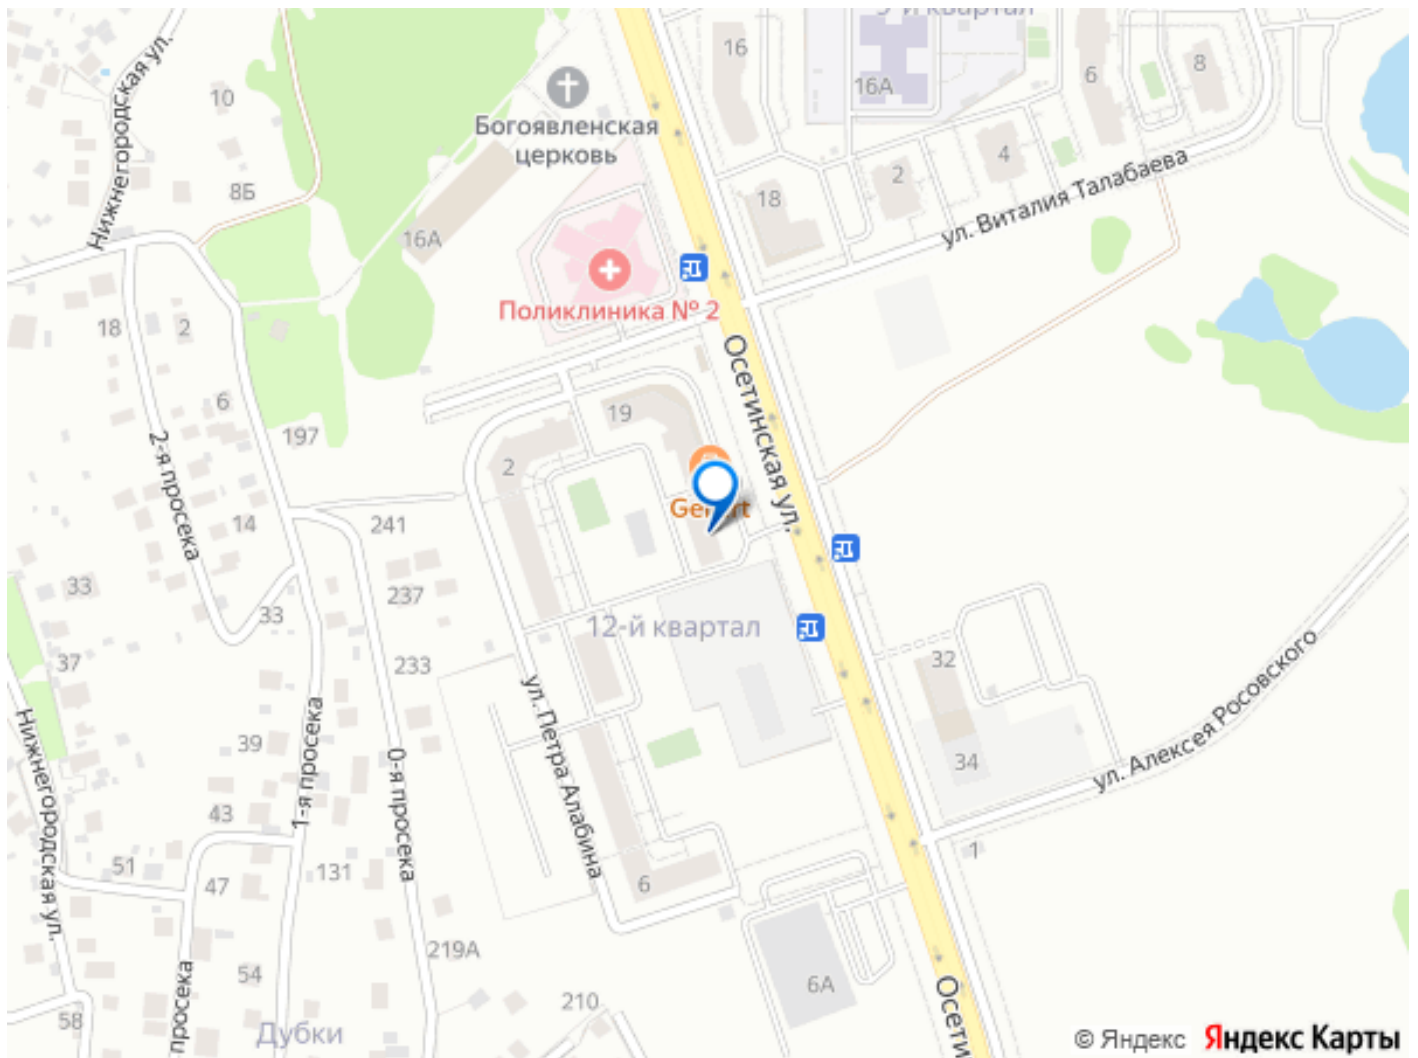 9-й квартал
16
16А
6
8
Нижнегородская ул.
10
Богоявленская
церковь
4
2
ул. Виталия Талабаева
8Б
18
16А
Поликлиника № 2
18
2
Осетинская ул.
6
19
197
2-я просека
2
14
241
33
237
33
12-й квартал
37
233
32
ул. Алексея Росовского
ул. Петра Алабина
Нижнегородская ул.
39
1-я просека
0-я просека
34
43
1
51
47
131
6
219А
54
просека
6А
210
58
Дубки
Осети
© Яндекс Яндекс Карты